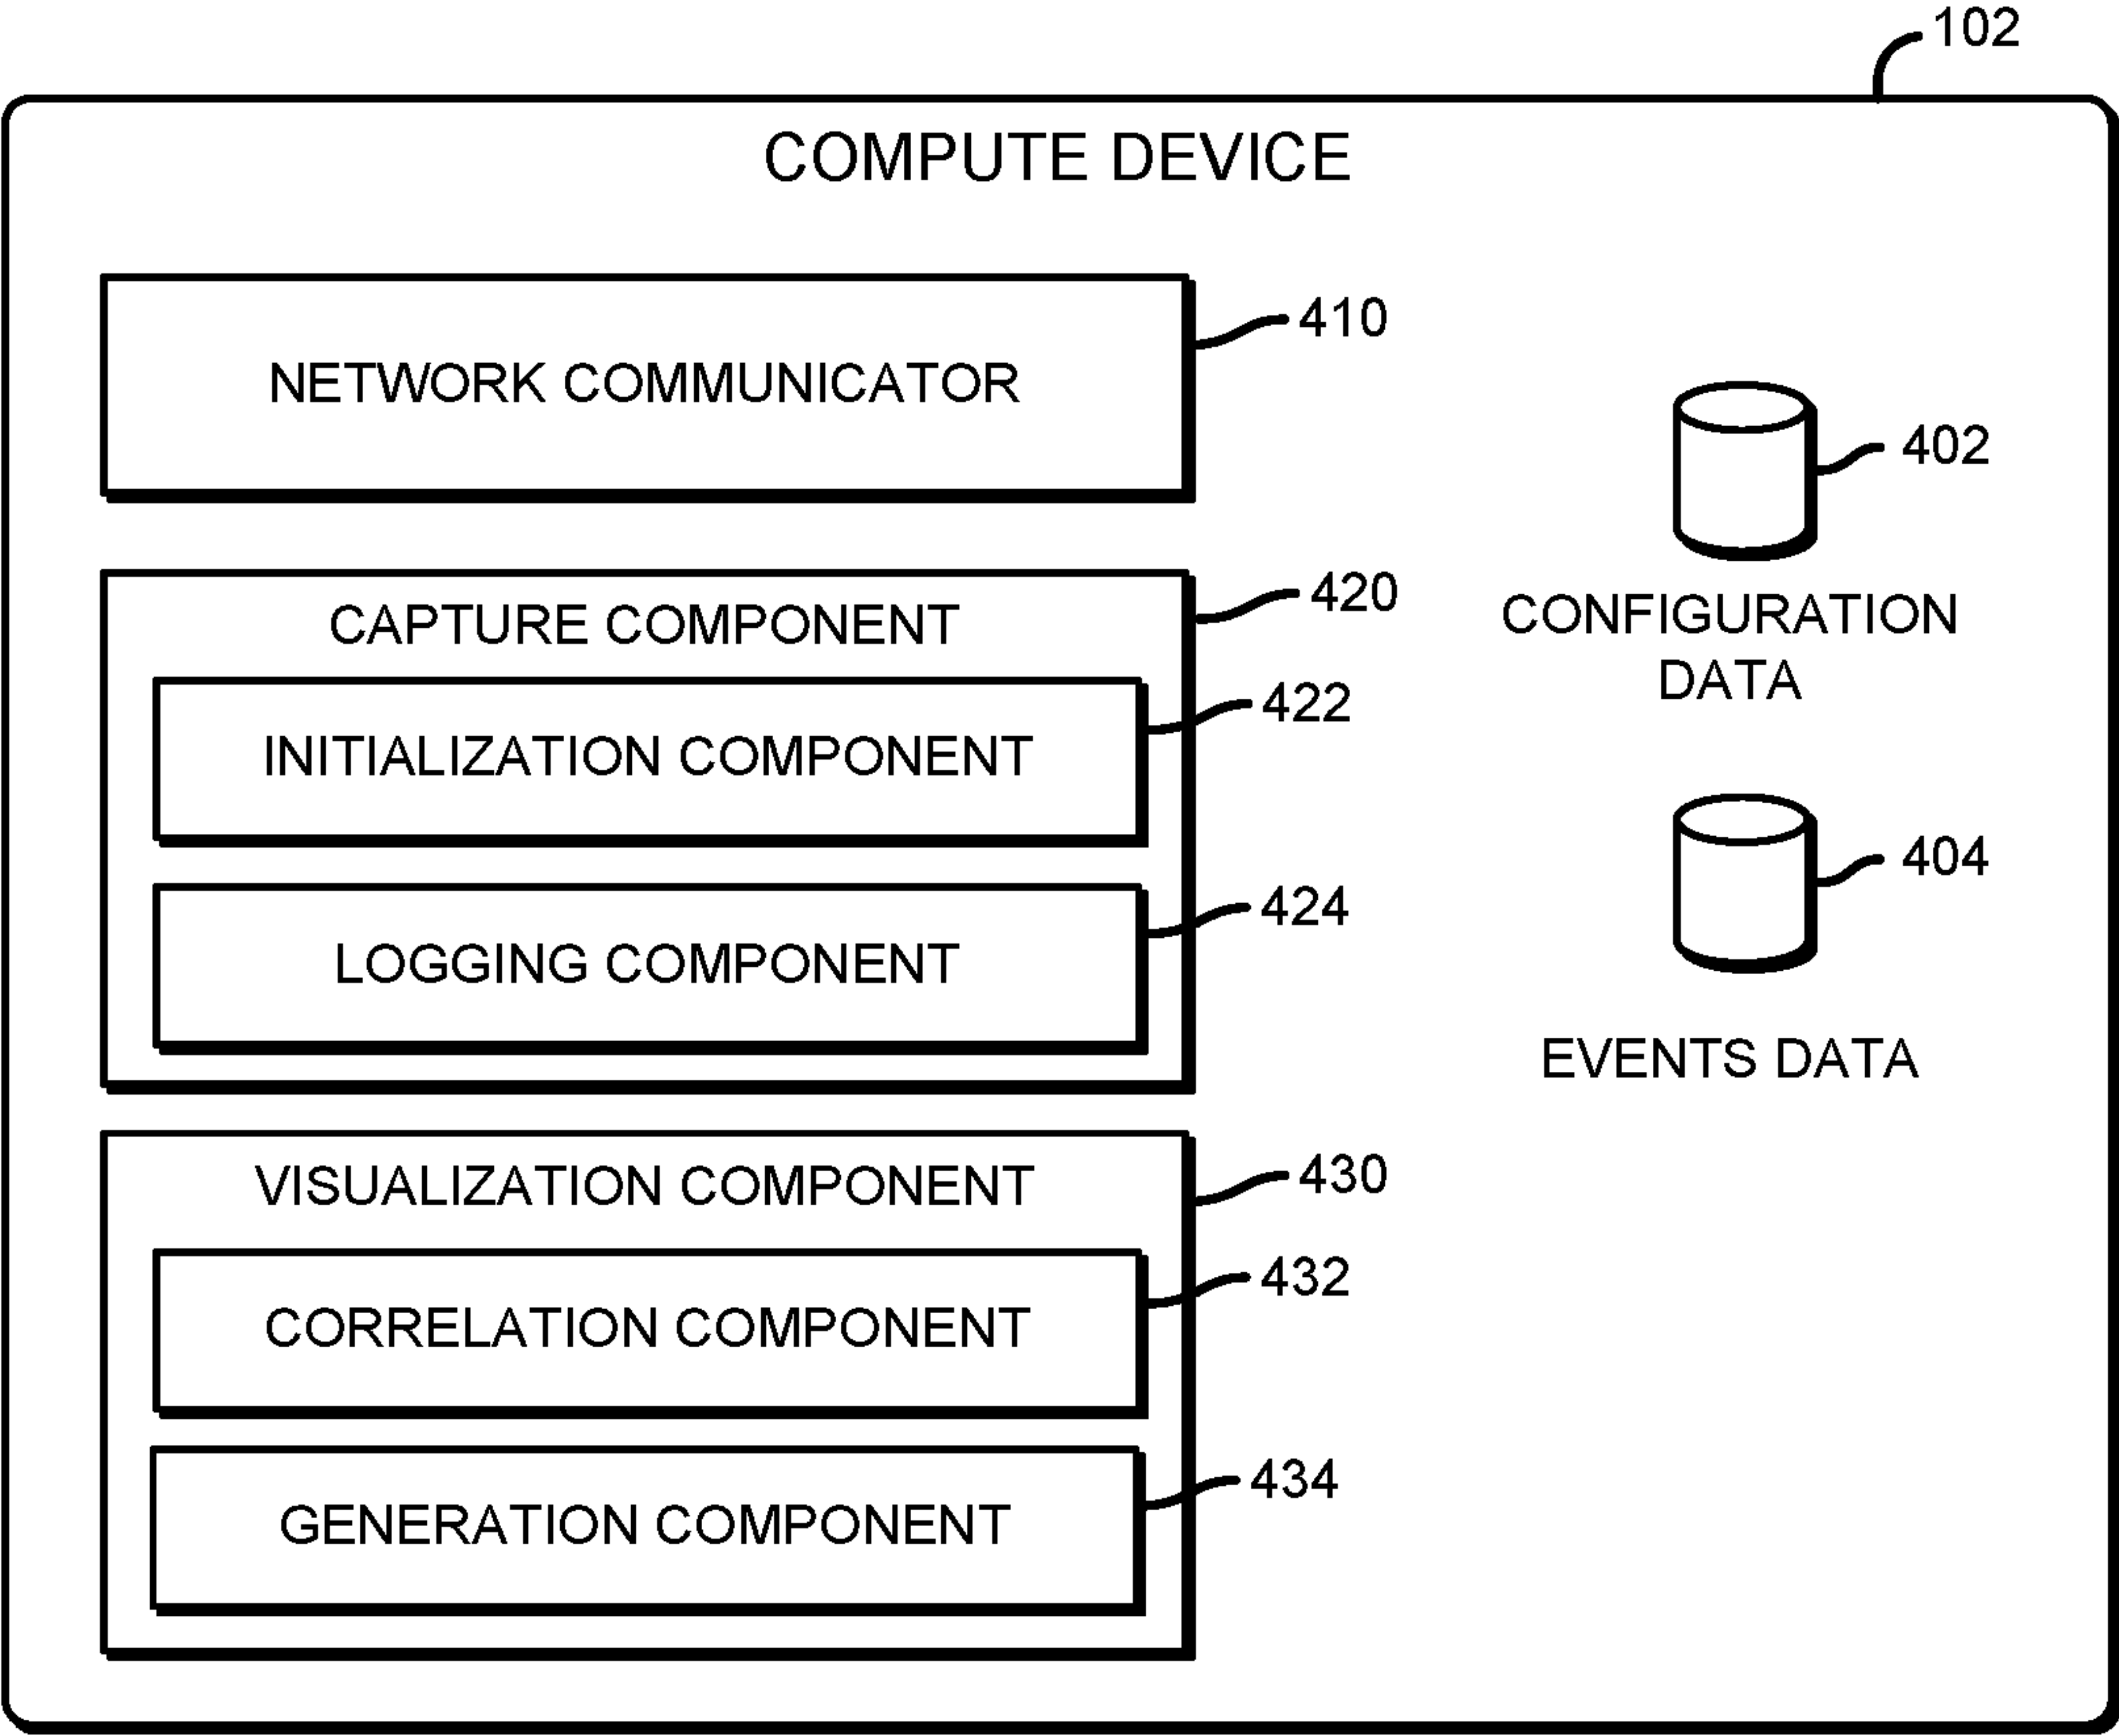 102
COMPUTE DEVICE
NETWORK COMMUNICATOR
410
402
CONFIGURATION
DATA
CAPTURE COMPONENT
420
INITIALIZATION COMPONENT
422
LOGGING COMPONENT
424
404
EVENTS DATA
VISUALIZATION COMPONENT
430
CORRELATION COMPONENT
432
GENERATION COMPONENT
434